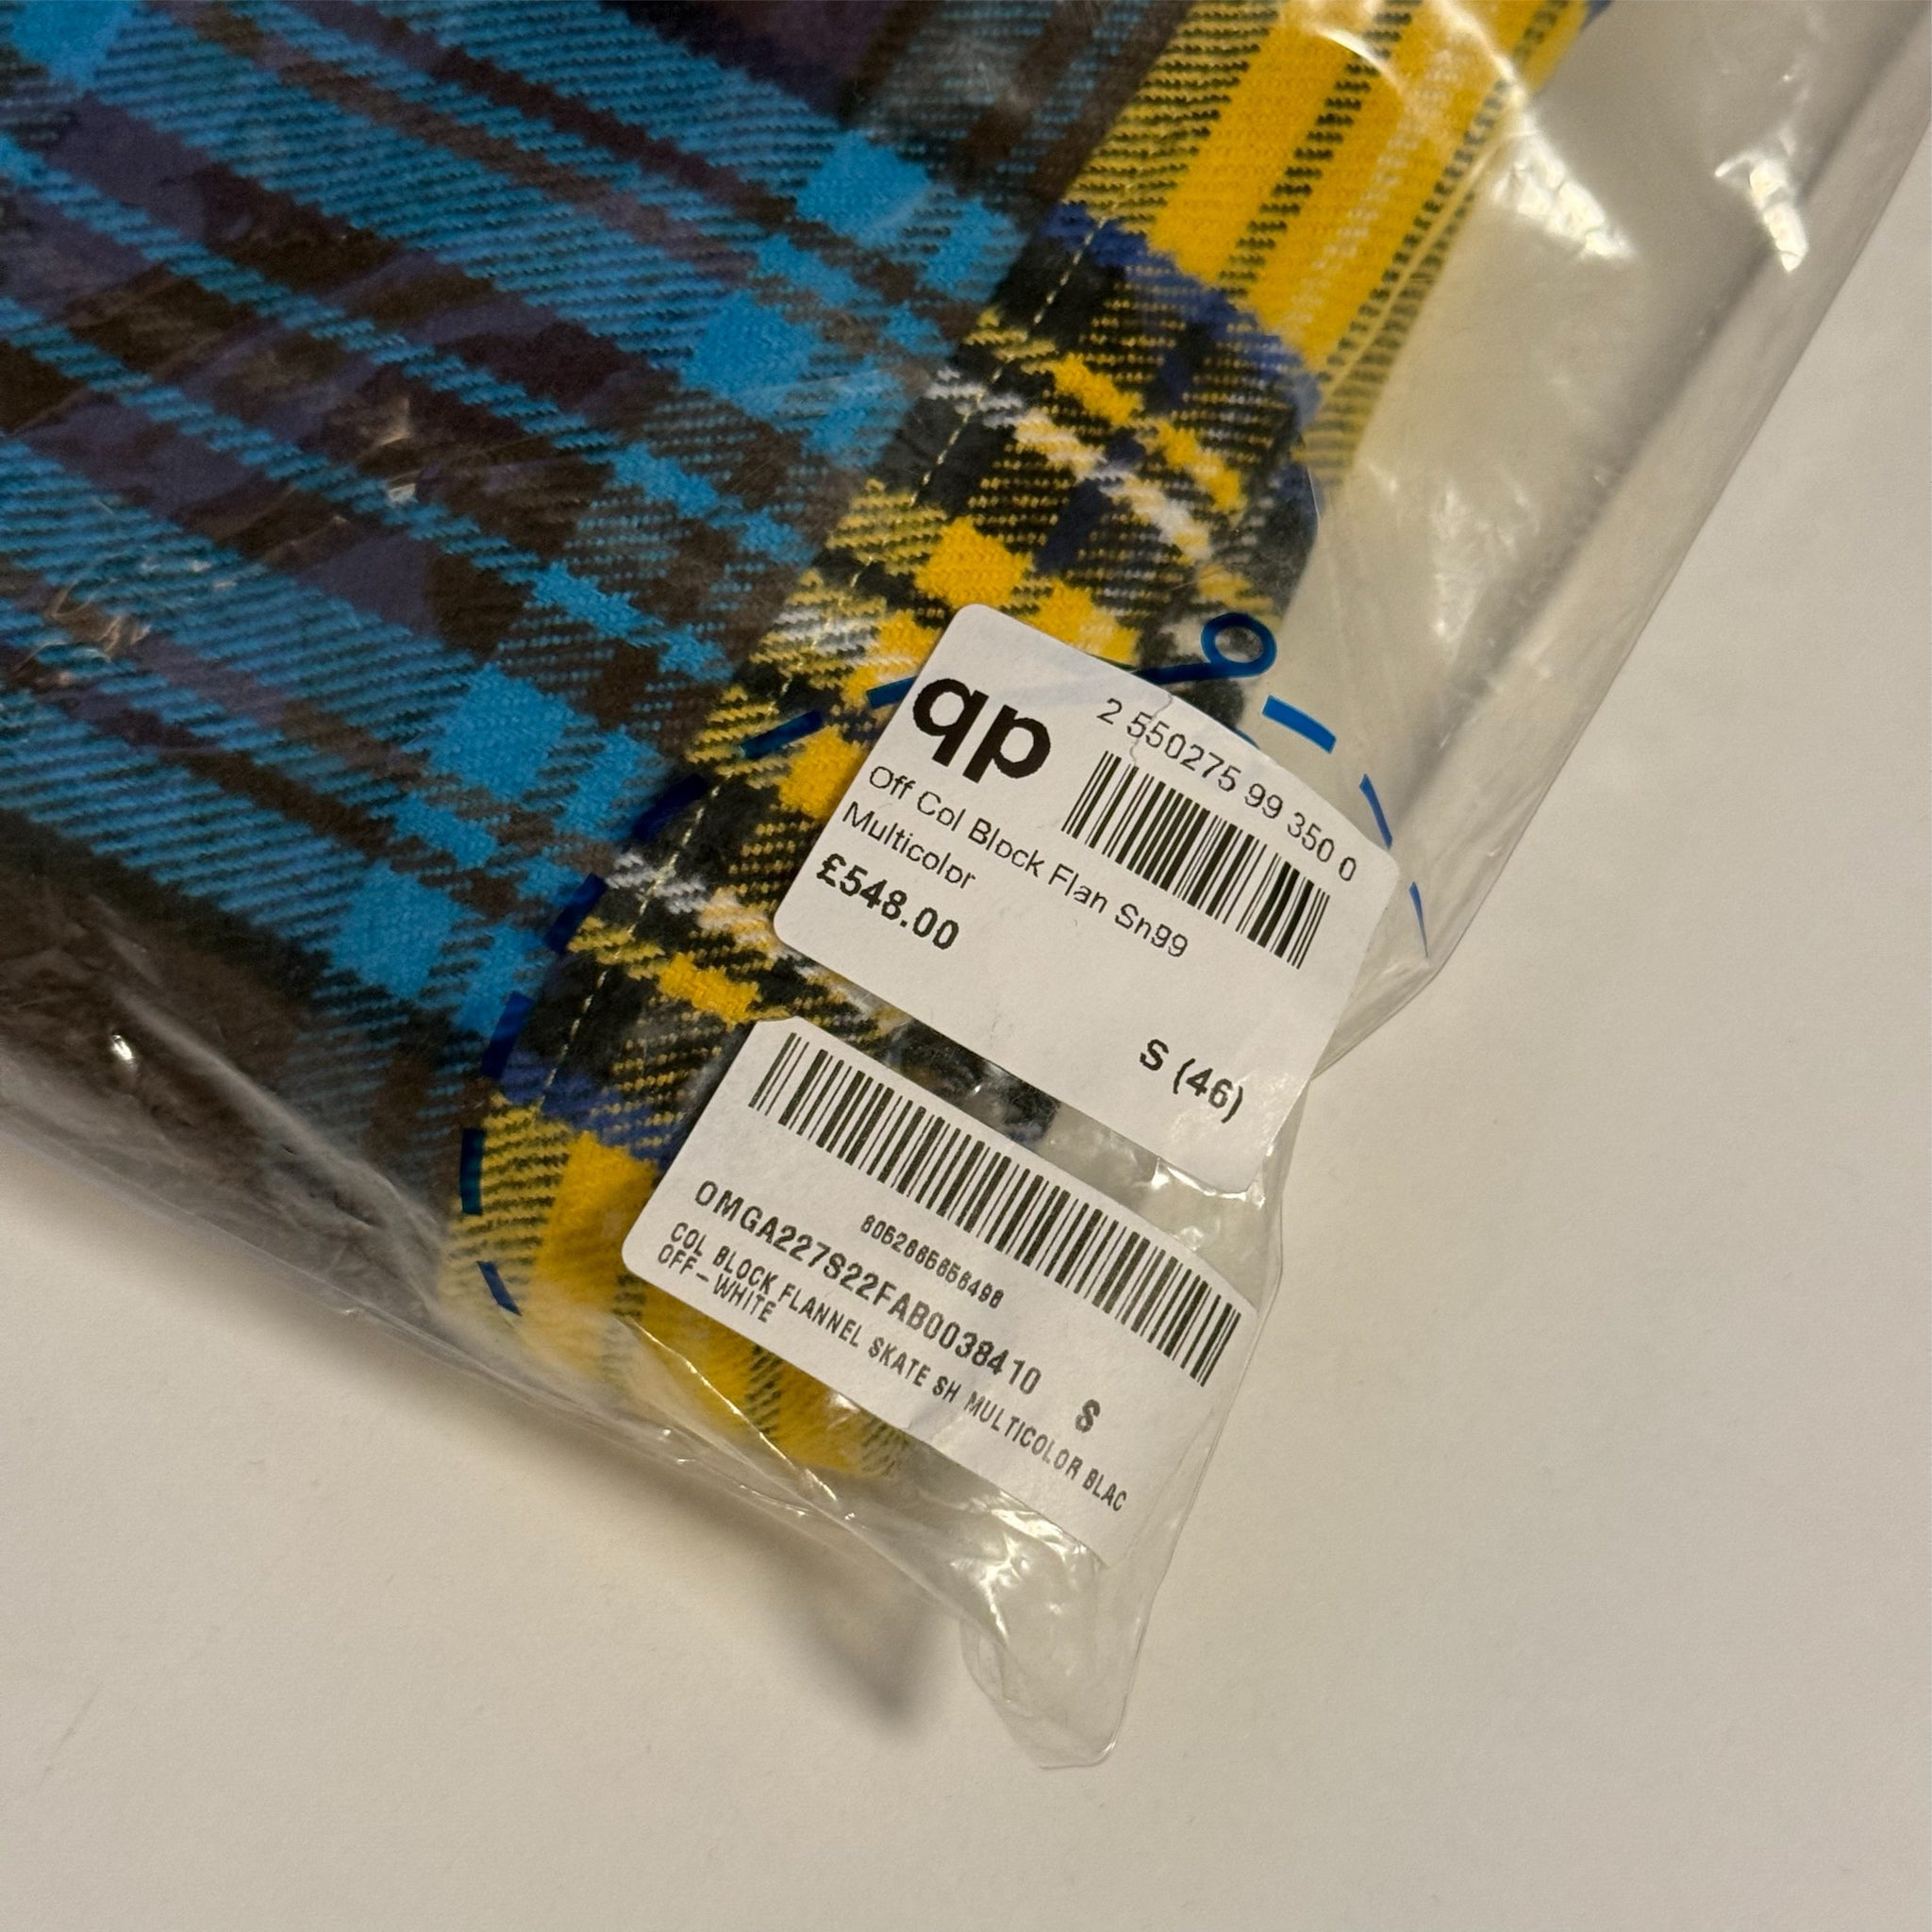 qp
2 550275 99 350 0
Off Col Block Flan Sn99
Multicolor
£548.00
S (46)
8052865656498
OMGA227S22FAB0038410 S
COL BLOCK FLANNEL SKATE SH MULTICOLOR BLAC
OFF-WHITE